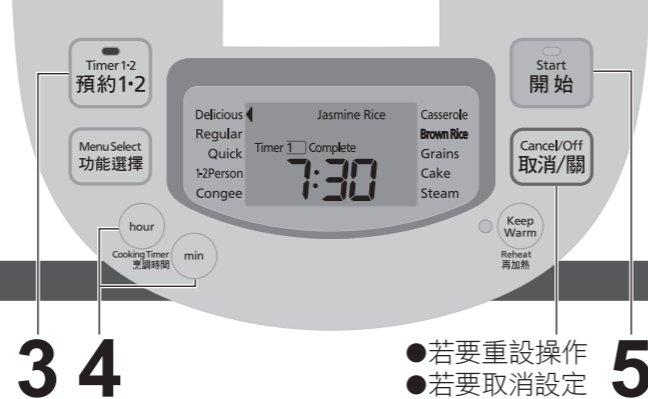 Timer 1•2
預約1•2
Start
開始
Delicious
Regular
Quick
1•2Person
Congee
Jasmine Rice
Timer 1 Complete
7:30
Casserole
Brown Rice
Grains
Cake
Steam
Menu Select
功能選擇
Cancel/Off
取消/關
hour
min
Cooking Timer
烹調時間
Keep
Warm
Reheat
再加熱
3 4
●若要重設操作
●若要取消設定
5